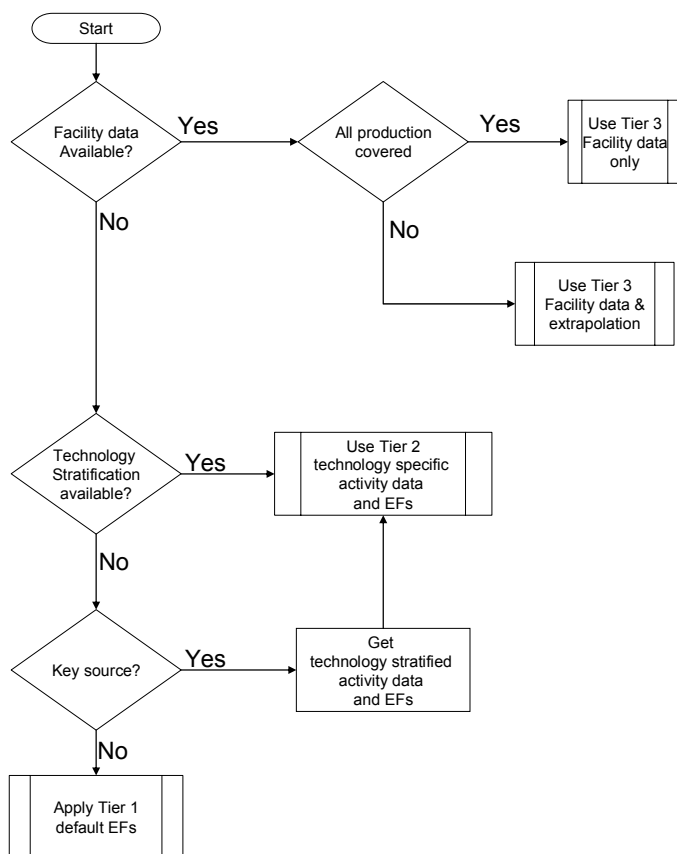 Start
Facility data
Available?
Yes
All production
covered
Yes
Use Tier 3
Facility data
only
No
No
Use Tier 3
Facility data &
extrapolation
Technology
Stratification
available?
Yes
Use Tier 2
technology specific
activity data
and EFs
No
Key source?
Yes
Get
technology stratified
activity data
and EFs
No
Apply Tier 1
default EFs